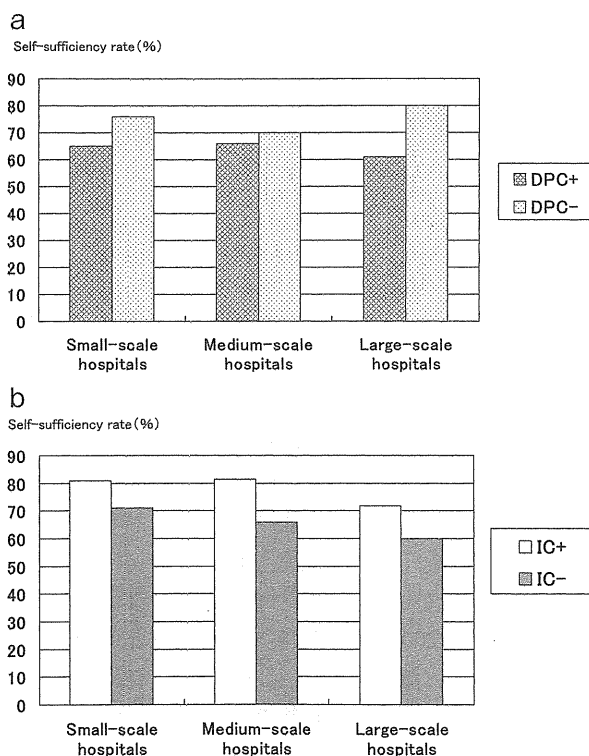 a
Self-sufficiency rate(%)
90
80
70
60
50
40
30
20
10
0
Small-scale hospitals
Medium-scale hospitals
Large-scale hospitals
DPC+
DPC-
b
Self-sufficiency rate(%)
90
80
70
60
50
40
30
20
10
0
Small-scale hospitals
Medium-scale hospitals
Large-scale hospitals
IC+
IC-